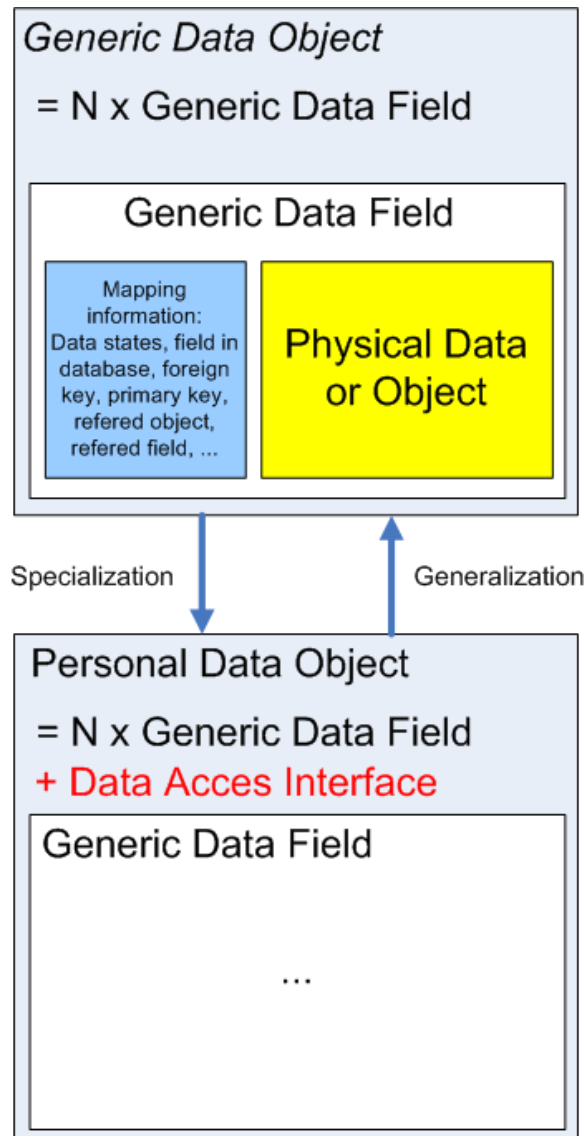 Generic Data Object
= N x Generic Data Field
Generic Data Field
Mapping
information:
Data states, field in
database, foreign
key, primary key,
refered object,
refered field, ...
Physical Data
or Object
Specialization
Generalization
Personal Data Object
= N x Generic Data Field
+ Data Acces Interface
Generic Data Field
...